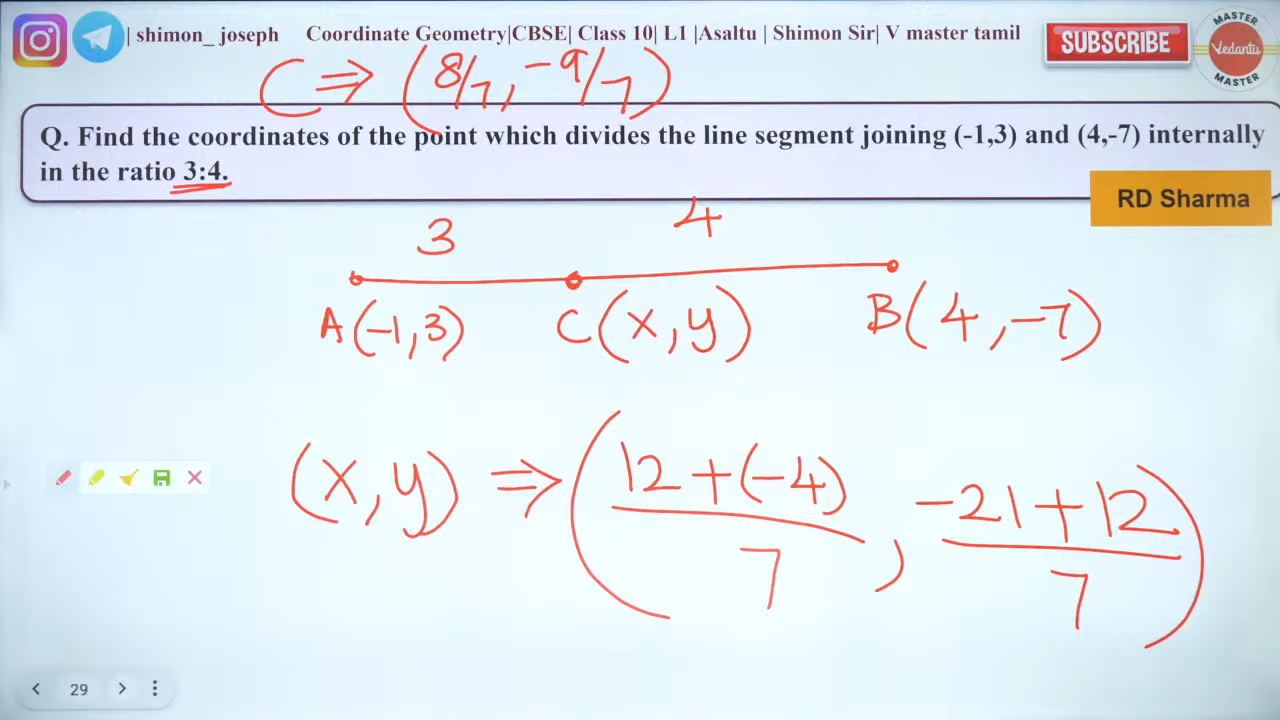 | shimon_ joseph Coordinate Geometry|CBSE| Class 10| L1 |Asaltu | Shimon Sir| V master tamil
SUBSCRIBE
MASTER
Vedantu
MASTER
C ⇒ (8/7, -9/7)
Q. Find the coordinates of the point which divides the line segment joining (-1,3) and (4,-7) internally
in the ratio 3:4.
RD Sharma
3 4
A(-1,3) C(x,y) B(4,-7)
(x,y) ⇒ (12+(-4)/7, -21+12/7)
29